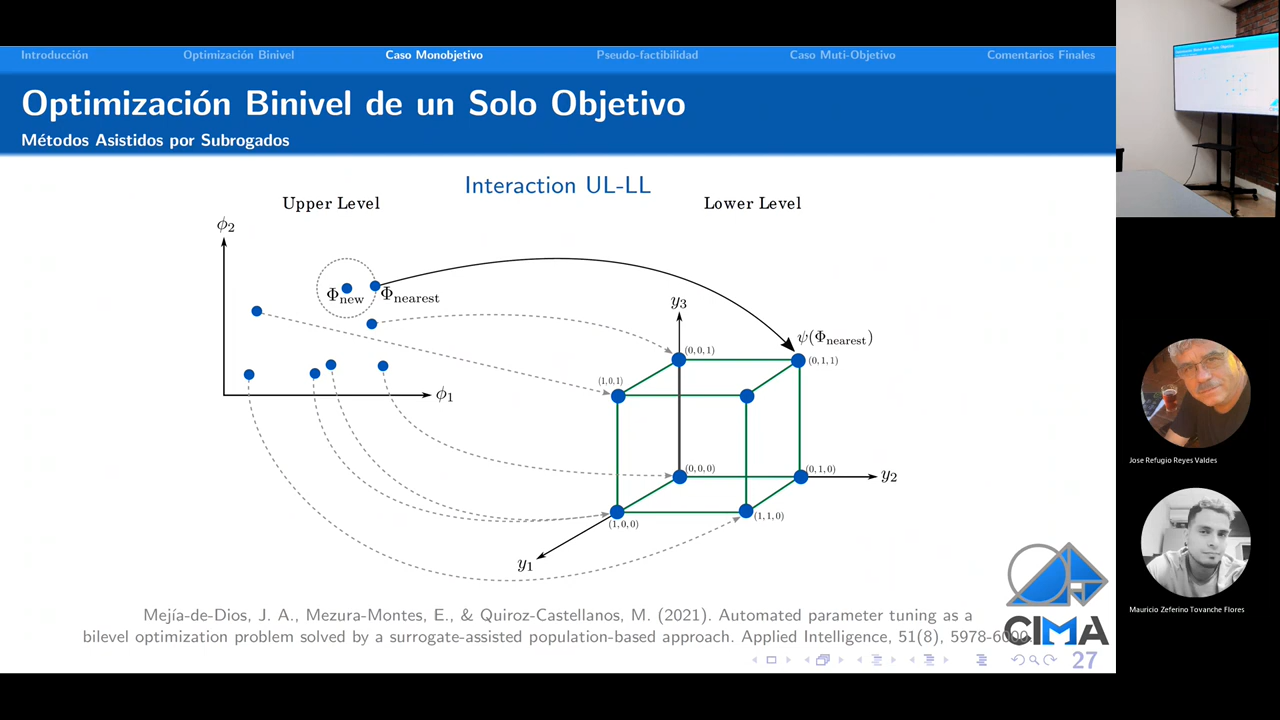 Introducción Optimización Binivel Caso Monobjetivo Pseudo-factibilidad Caso Muti-Objetivo Comentarios Finales
Optimización Binivel de un Solo Objetivo
Métodos Asistidos por Subrogados
Interaction UL-LL
Upper Level
Lower Level
ϕ₂
Φnew
Φnearest
ϕ₁
y₃
ψ(Φnearest)
(0,0,1)
(0,1,1)
(1,0,1)
(0,0,0)
(0,1,0)
y₂
(1,0,0)
(1,1,0)
y₁
Mejía-de-Dios, J. A., Mezura-Montes, E., & Quiroz-Castellanos, M. (2021). Automated parameter tuning as a
bilevel optimization problem solved by a surrogate-assisted population-based approach. Applied Intelligence, 51(8), 5978-6000.
CIMA
27
Jose Refugio Reyes Valdes
Mauricio Zeferino Tovanche Flores